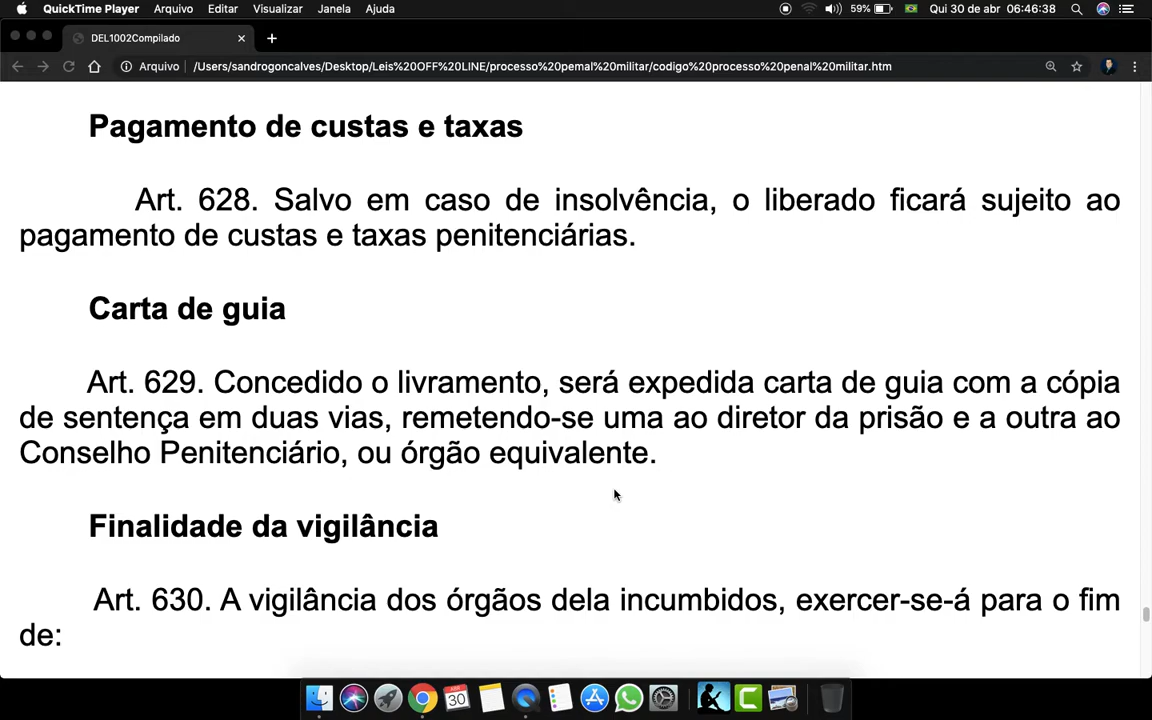 QuickTime Player Arquivo Editar Visualizar Janela Ajuda 59% Qui 30 de abr 06:46:38
DEL1002Compilado
Arquivo /Users/sandrogoncalves/Desktop/Leis%20OFF%20LINE/processo%20pemal%20militar/codigo%20processo%20penal%20militar.htm
Pagamento de custas e taxas
Art. 628. Salvo em caso de insolvência, o liberado ficará sujeito ao
pagamento de custas e taxas penitenciárias.
Carta de guia
Art. 629. Concedido o livramento, será expedida carta de guia com a cópia
de sentença em duas vias, remetendo-se uma ao diretor da prisão e a outra ao
Conselho Penitenciário, ou órgão equivalente.
Finalidade da vigilância
Art. 630. A vigilância dos órgãos dela incumbidos, exercer-se-á para o fim
de:
30